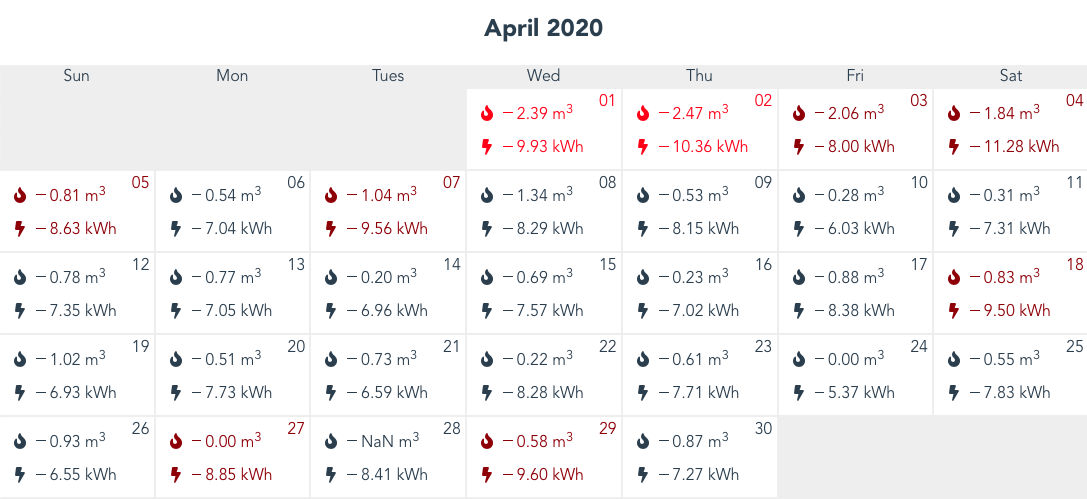 April 2020
Sun Mon Tues Wed Thu Fri Sat
01 02 03 04
– 2.39 m³ – 2.47 m³ – 2.06 m³ – 1.84 m³
– 9.93 kWh – 10.36 kWh – 8.00 kWh – 11.28 kWh
05 06 07 08 09 10 11
– 0.81 m³ – 0.54 m³ – 1.04 m³ – 1.34 m³ – 0.53 m³ – 0.28 m³ – 0.31 m³
– 8.63 kWh – 7.04 kWh – 9.56 kWh – 8.29 kWh – 8.15 kWh – 6.03 kWh – 7.31 kWh
12 13 14 15 16 17 18
– 0.78 m³ – 0.77 m³ – 0.20 m³ – 0.69 m³ – 0.23 m³ – 0.88 m³ – 0.83 m³
– 7.35 kWh – 7.05 kWh – 6.96 kWh – 7.57 kWh – 7.02 kWh – 8.38 kWh – 9.50 kWh
19 20 21 22 23 24 25
– 1.02 m³ – 0.51 m³ – 0.73 m³ – 0.22 m³ – 0.61 m³ – 0.00 m³ – 0.55 m³
– 6.93 kWh – 7.73 kWh – 6.59 kWh – 8.28 kWh – 7.71 kWh – 5.37 kWh – 7.83 kWh
26 27 28 29 30
– 0.93 m³ – 0.00 m³ – NaN m³ – 0.58 m³ – 0.87 m³
– 6.55 kWh – 8.85 kWh – 8.41 kWh – 9.60 kWh – 7.27 kWh